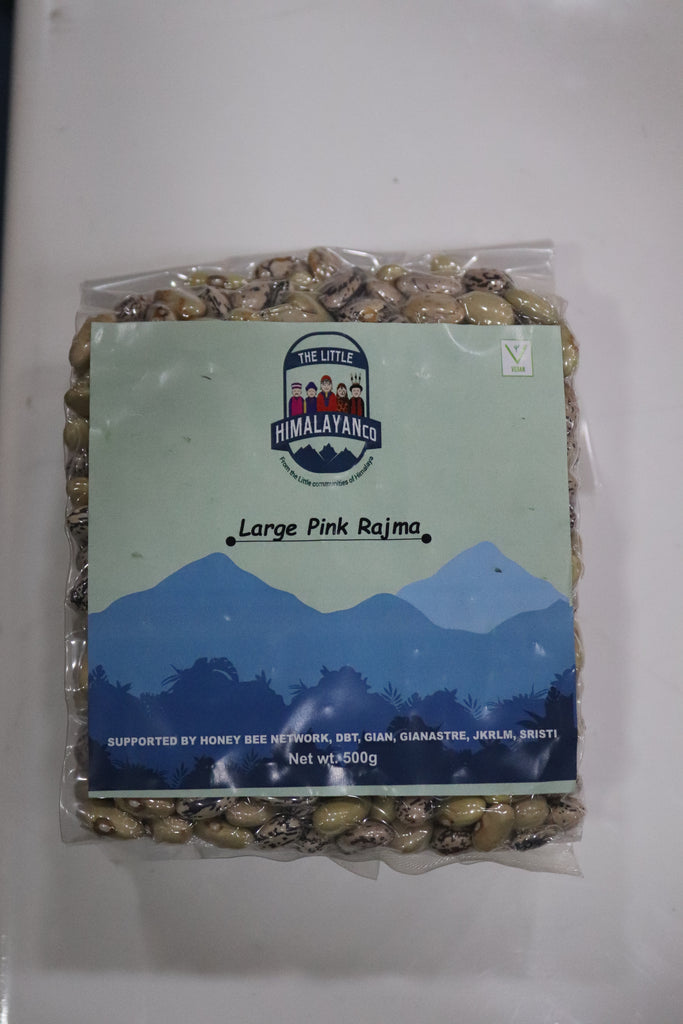 THE LITTLE
VEGAN
HIMALAYANCO
From the Little communities of Himalaya
Large Pink Rajma
SUPPORTED BY HONEY BEE NETWORK, DBT, GIAN, GIANASTRE, JKRLM, SRISTI
Net wt. 500g